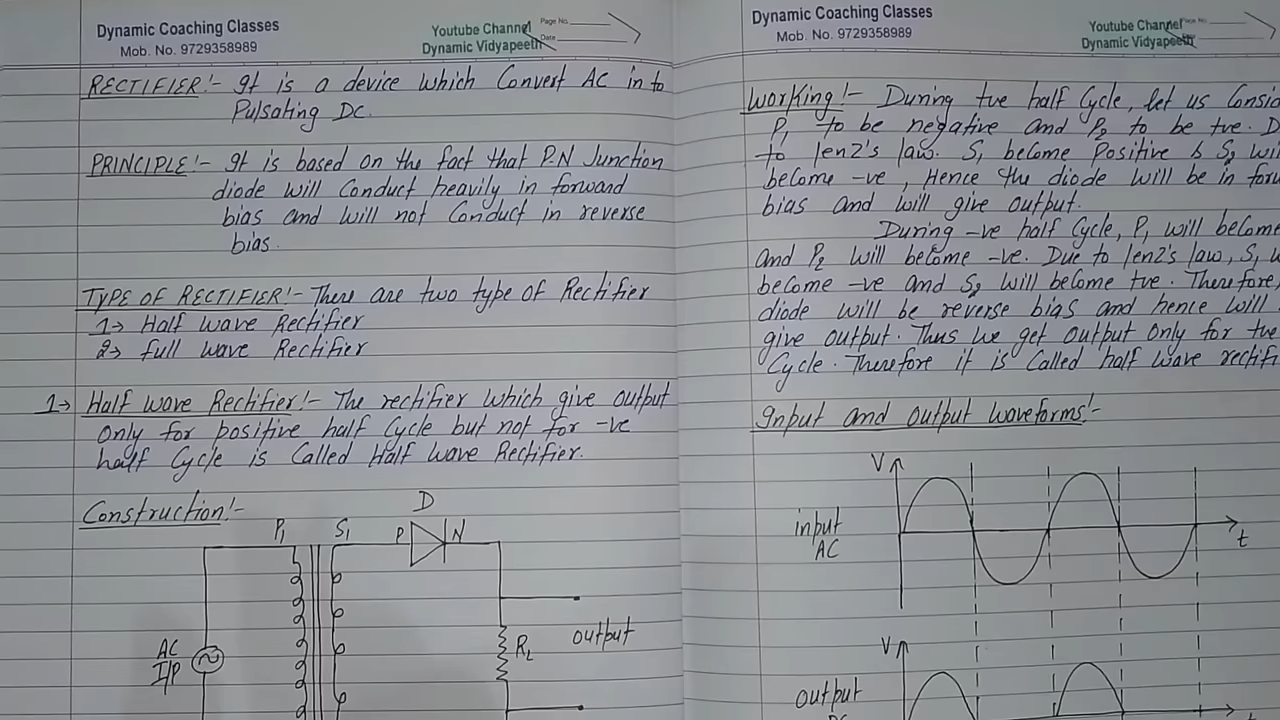 Dynamic Coaching Classes
Mob. No. 9729358989
Youtube Channel
Dynamic Vidyapeeth
Page No.
Date
RECTIFIER:- It is a device which Convert AC in to
Pulsating DC.
PRINCIPLE:- It is based on the fact that P.N Junction
diode will Conduct heavily in forward
bias and will not Conduct in reverse
bias.
TYPE OF RECTIFIER:- There are two type of Rectifier
1→ Half wave Rectifier
2→ full wave Rectifier
1→ Half wave Rectifier:- The rectifier which give output
Only for positive half Cycle but not for -ve
half Cycle is Called Half wave Rectifier.
Construction:-
D
P1 S1 P N
AC
I/P
RL
output
Dynamic Coaching Classes
Mob. No. 9729358989
Youtube Channel
Dynamic Vidyapeeth
Working:- During +ve half Cycle, let us Consid
P1 to be negative and P2 to be +ve. D
to lenz's law. S1 become Positive & S2 wi
become -ve, Hence the diode will be in for
bias and will give output.
During -ve half Cycle, P1 will become
and P2 will become -ve. Due to lenz's law, S1 w
become -ve and S2 will become +ve. Therefore,
diode will be reverse bias and hence will
give output. Thus we get output Only for +ve
Cycle. Therefore it is Called half wave rectifi
Input and output waveforms:-
V
input
AC
t
V
output